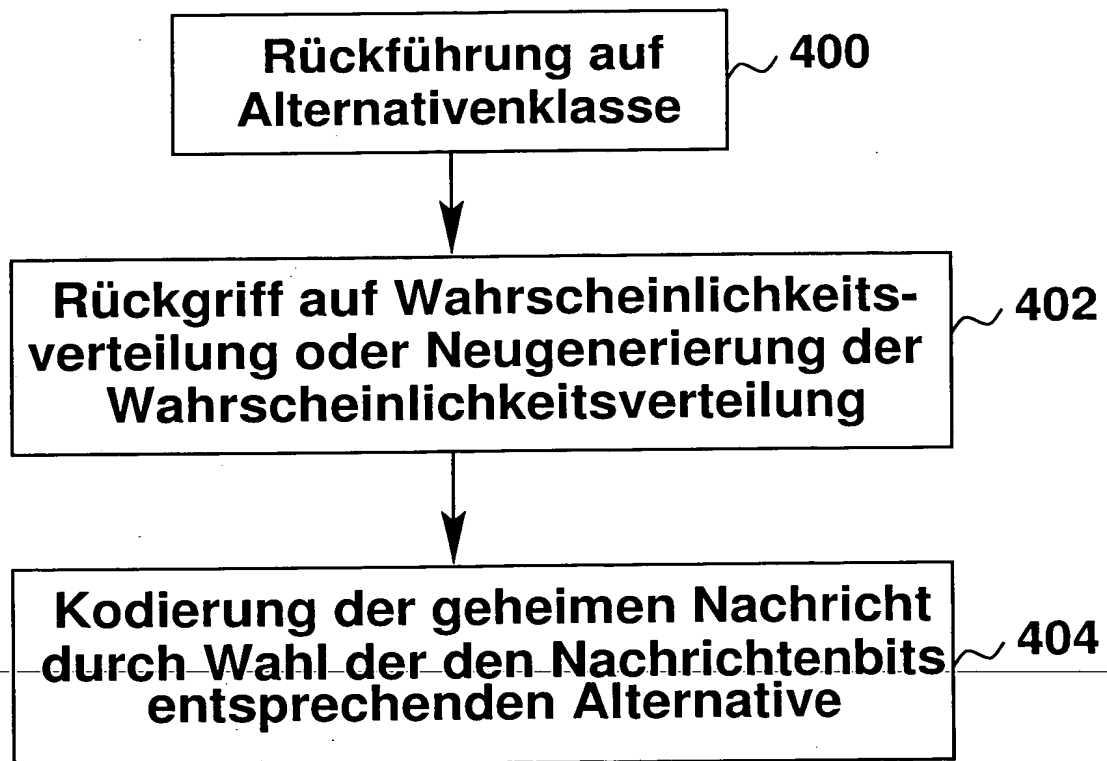 Rückführung auf
Alternativenklasse
400
Rückgriff auf Wahrscheinlichkeits-
verteilung oder Neugenerierung der
Wahrscheinlichkeitsverteilung
402
Kodierung der geheimen Nachricht
durch Wahl der den Nachrichtenbits
entsprechenden Alternative
404